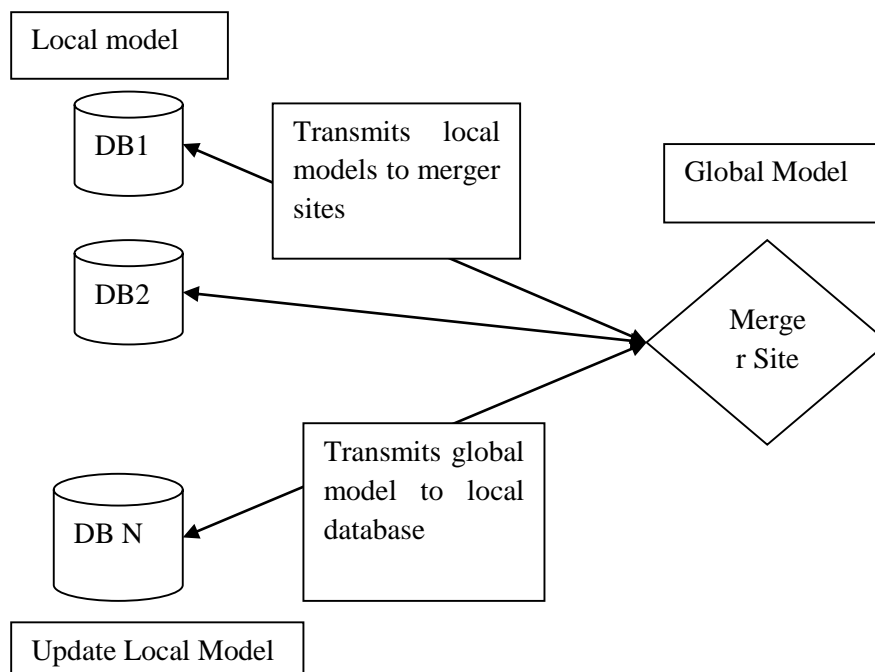 Local model
DB1
Transmits local
models to merger
sites
Global Model
DB2
Merge
r Site
Transmits global
model to local
database
DB N
Update Local Model